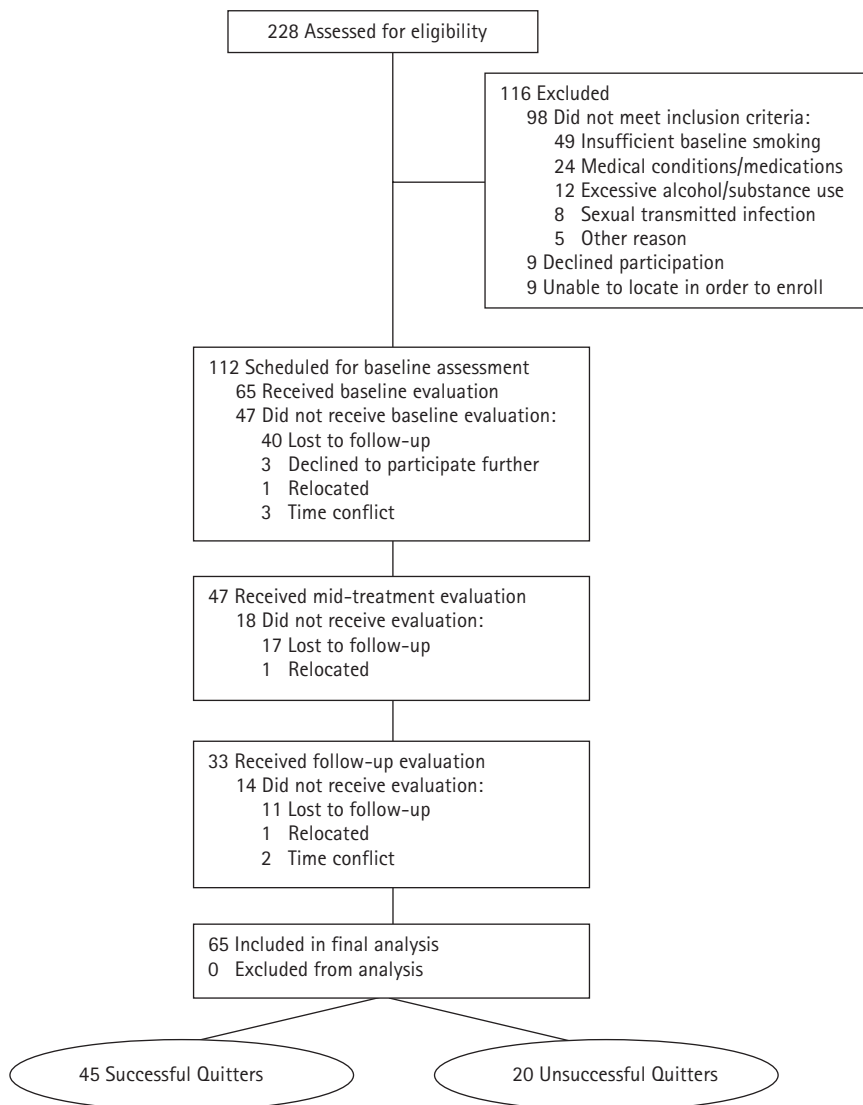 228 Assessed for eligibility
116 Excluded
98 Did not meet inclusion criteria:
49 Insufficient baseline smoking
24 Medical conditions/medications
12 Excessive alcohol/substance use
8 Sexual transmitted infection
5 Other reason
9 Declined participation
9 Unable to locate in order to enroll
112 Scheduled for baseline assessment
65 Received baseline evaluation
47 Did not receive baseline evaluation:
40 Lost to follow-up
3 Declined to participate further
1 Relocated
3 Time conflict
47 Received mid-treatment evaluation
18 Did not receive evaluation:
17 Lost to follow-up
1 Relocated
33 Received follow-up evaluation
14 Did not receive evaluation:
11 Lost to follow-up
1 Relocated
2 Time conflict
65 Included in final analysis
0 Excluded from analysis
45 Successful Quitters
20 Unsuccessful Quitters